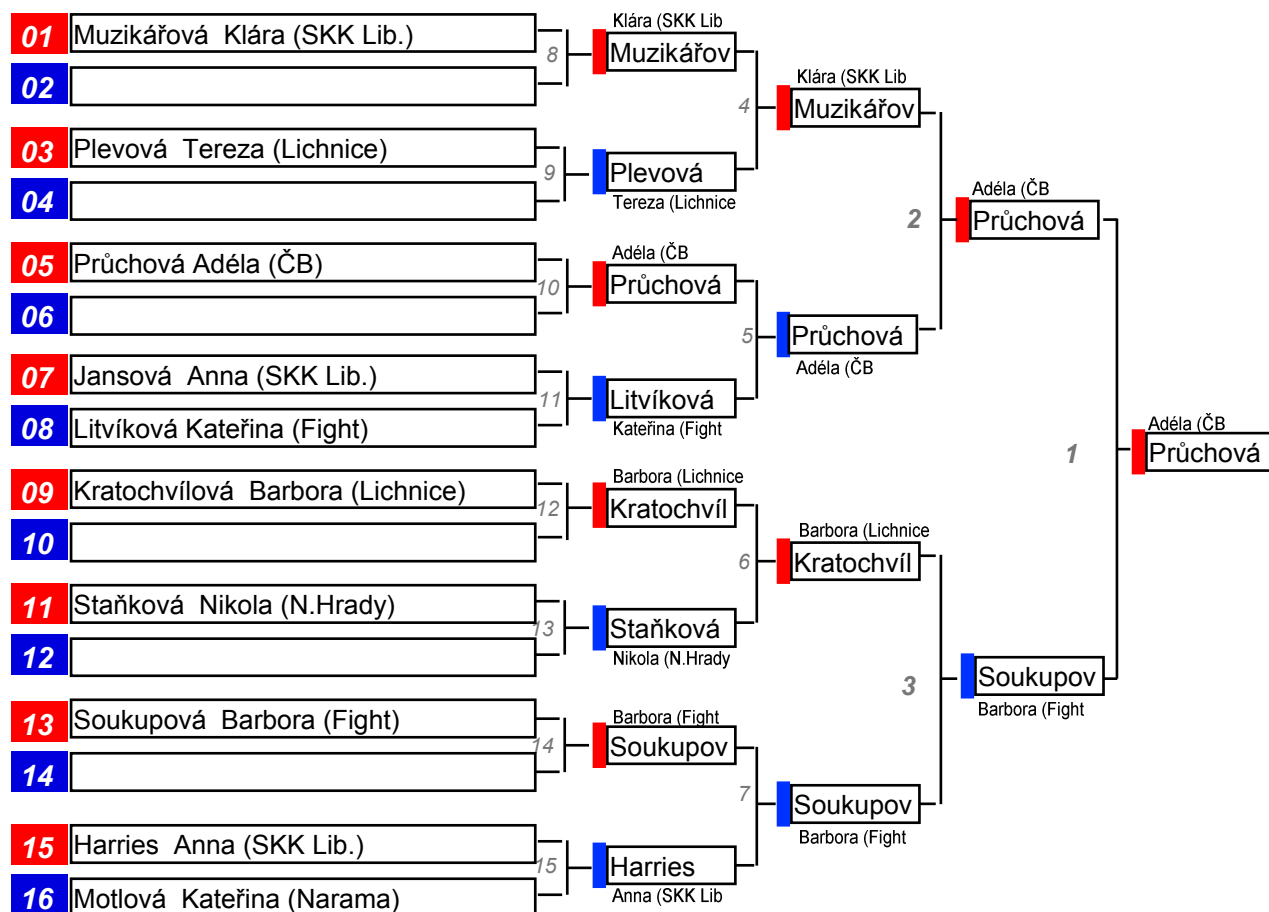 01 Muzikářová Klára (SKK Lib.)
02
03 Plevová Tereza (Lichnice)
04
05 Průchová Adéla (ČB)
06
07 Jansová Anna (SKK Lib.)
08 Litvíková Kateřina (Fight)
09 Kratochvílová Barbora (Lichnice)
10
11 Staňková Nikola (N.Hrady)
12
13 Soukupová Barbora (Fight)
14
15 Harries Anna (SKK Lib.)
16 Motlová Kateřina (Narama)
8
9
10
11
12
13
14
15
Klára (SKK Lib
Muzikářov
Plevová
Tereza (Lichnice
Adéla (ČB
Průchová
Litvíková
Kateřina (Fight
Barbora (Lichnice
Kratochvíl
Staňková
Nikola (N.Hrady
Barbora (Fight
Soukupov
Harries
Anna (SKK Lib
4
5
6
7
Klára (SKK Lib
Muzikářov
Průchová
Adéla (ČB
Barbora (Lichnice
Kratochvíl
Soukupov
Barbora (Fight
2
3
Adéla (ČB
Průchová
Soukupov
Barbora (Fight
1
Adéla (ČB
Průchová